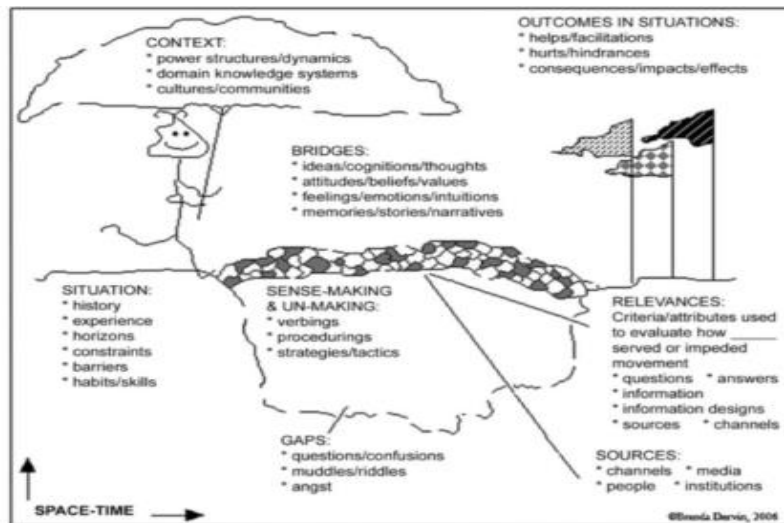 CONTEXT:
* power structures/dynamics
* domain knowledge systems
* cultures/communities
OUTCOMES IN SITUATIONS:
* helps/facilitations
* hurts/hindrances
* consequences/impacts/effects
BRIDGES:
* ideas/cognitions/thoughts
* attitudes/beliefs/values
* feelings/emotions/intuitions
* memories/stories/narratives
SITUATION:
* history
* experience
* horizons
* constraints
* barriers
* habits/skills
SENSE-MAKING
& UN-MAKING:
* verbings
* procedurings
* strategies/tactics
RELEVANCES:
Criteria/attributes used
to evaluate how _____
served or impeded
movement
* questions * answers
* information
* information designs
* sources * channels
GAPS:
* questions/confusions
* muddles/riddles
* angst
SOURCES:
* channels * media
* people * institutions
SPACE-TIME
©Brenda Dervin, 2006